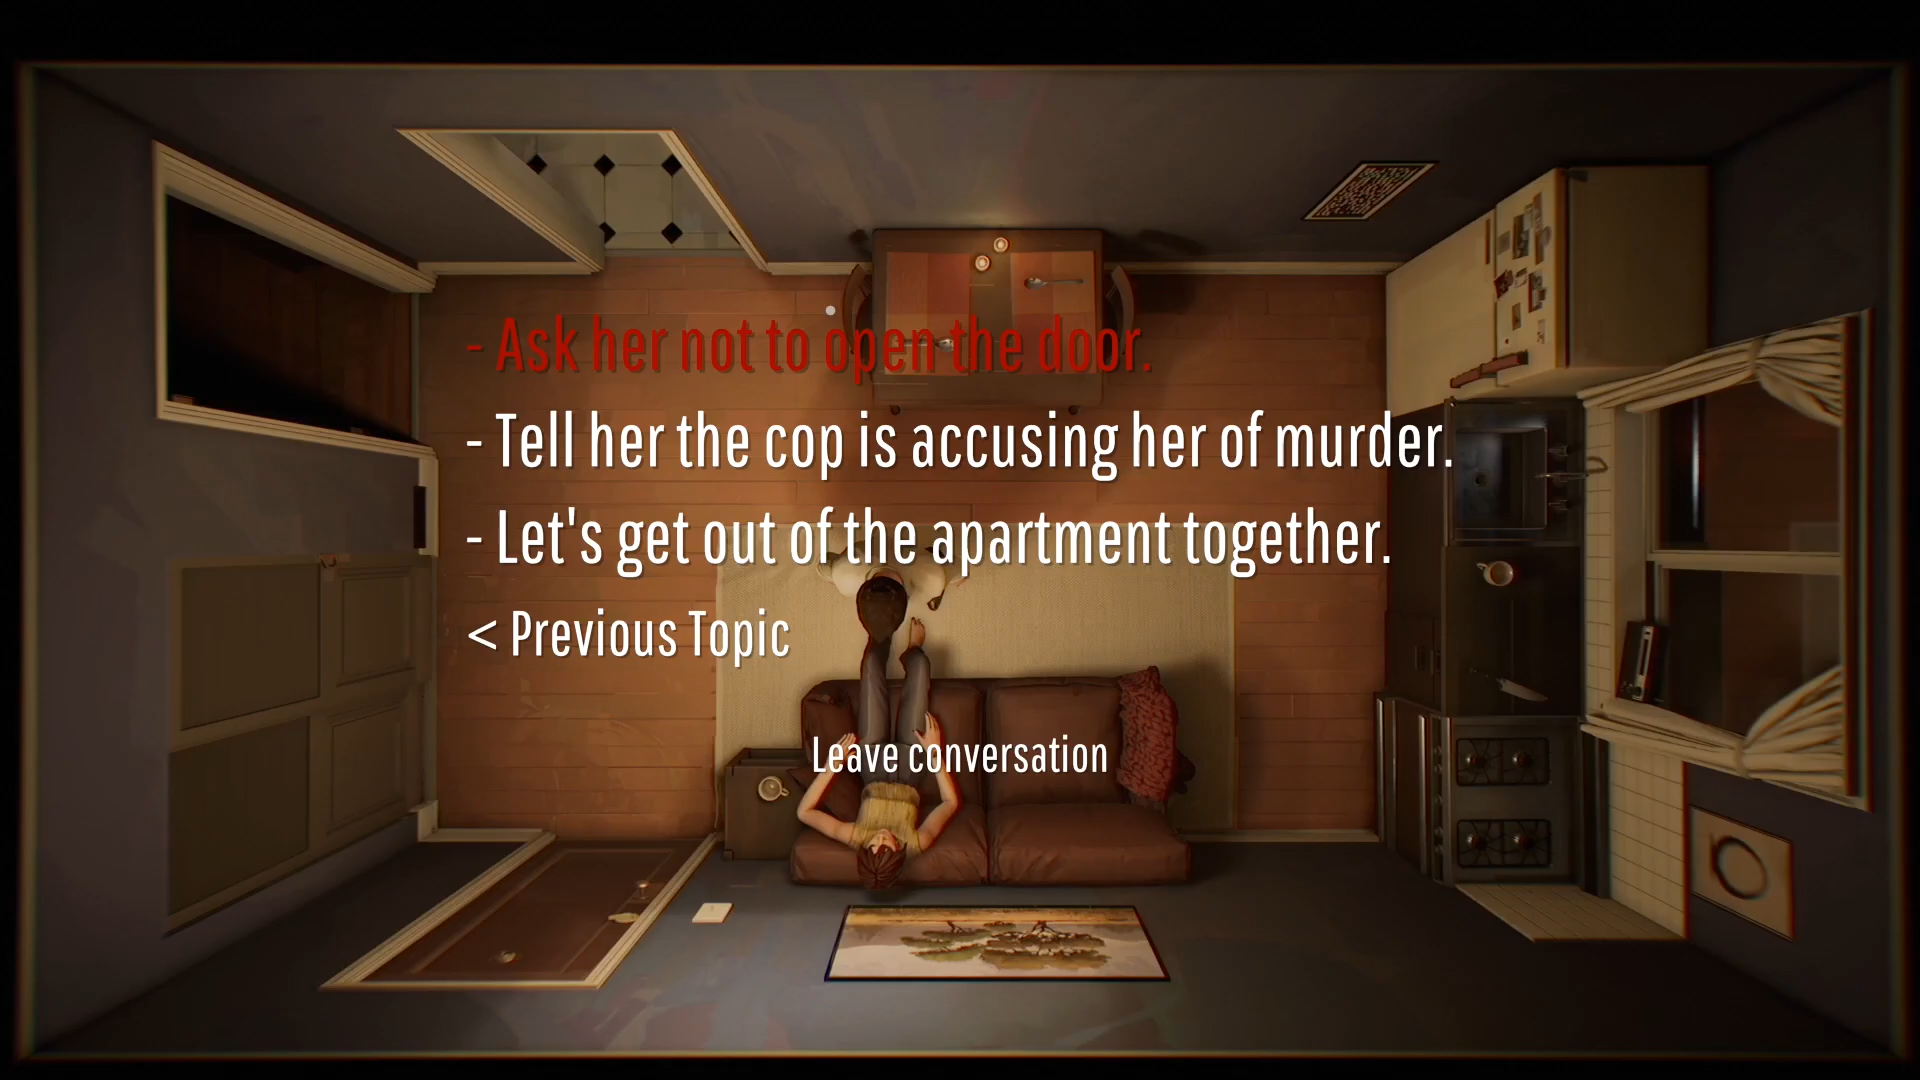 - Ask her not to open the door.
- Tell her the cop is accusing her of murder.
- Let's get out of the apartment together.
< Previous Topic
Leave conversation